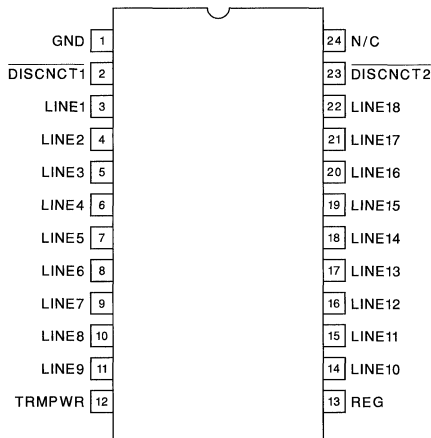 GND 1 24 N/C
DISCNCT1 2 23 DISCNCT2
LINE1 3 22 LINE18
LINE2 4 21 LINE17
LINE3 5 20 LINE16
LINE4 6 19 LINE15
LINE5 7 18 LINE14
LINE6 8 17 LINE13
LINE7 9 16 LINE12
LINE8 10 15 LINE11
LINE9 11 14 LINE10
TRMPWR 12 13 REG